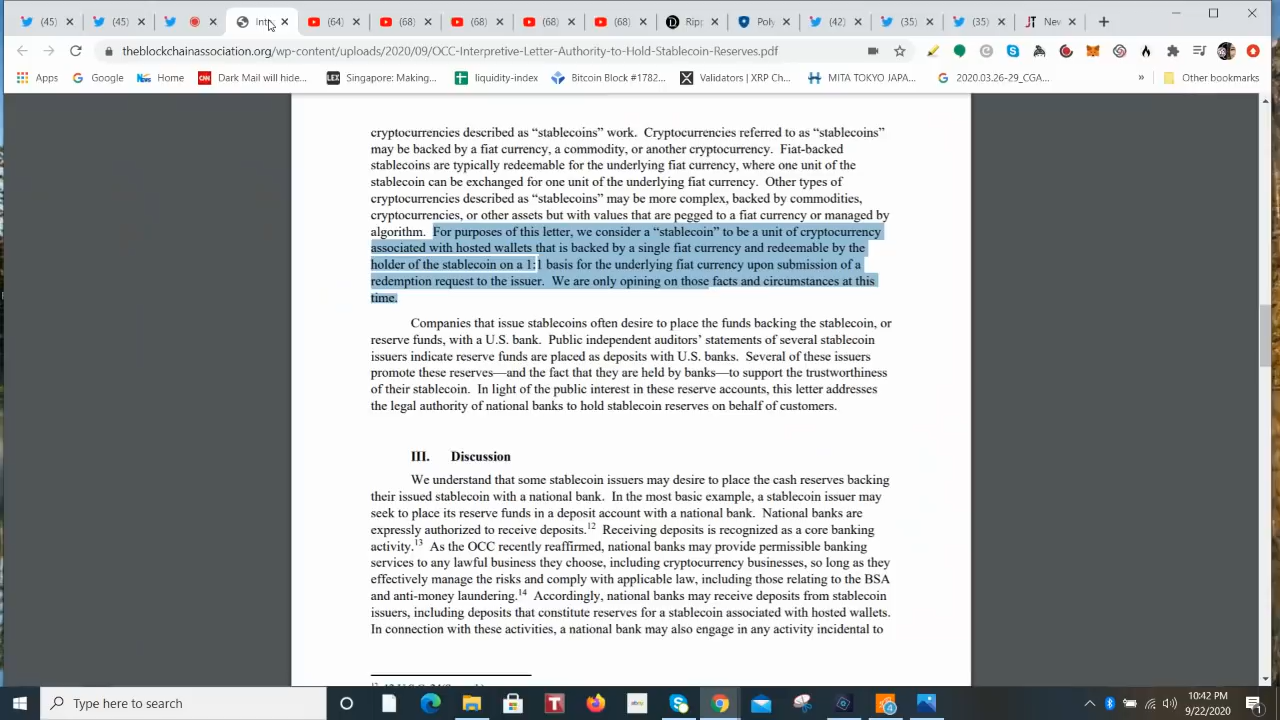 (45)
(45)
Inte
(64)
(68)
(68)
(68)
(68)
Ripp
Poly
(42)
(35)
(35)
Nev
theblockchainassociation.org/wp-content/uploads/2020/09/OCC-Interpretive-Letter-Authority-to-Hold-Stablecoin-Reserves.pdf
Apps
Google
Home
Dark Mail will hide...
Singapore: Making...
liquidity-index
Bitcoin Block #1782...
Validators | XRP Ch...
MITA TOKYO JAPA...
2020.03.26-29_CGA...
»
Other bookmarks
cryptocurrencies described as “stablecoins” work. Cryptocurrencies referred to as “stablecoins”
may be backed by a fiat currency, a commodity, or another cryptocurrency. Fiat-backed
stablecoins are typically redeemable for the underlying fiat currency, where one unit of the
stablecoin can be exchanged for one unit of the underlying fiat currency. Other types of
cryptocurrencies described as “stablecoins” may be more complex, backed by commodities,
cryptocurrencies, or other assets but with values that are pegged to a fiat currency or managed by
algorithm. For purposes of this letter, we consider a “stablecoin” to be a unit of cryptocurrency
associated with hosted wallets that is backed by a single fiat currency and redeemable by the
holder of the stablecoin on a 1:1 basis for the underlying fiat currency upon submission of a
redemption request to the issuer. We are only opining on those facts and circumstances at this
time.
Companies that issue stablecoins often desire to place the funds backing the stablecoin, or
reserve funds, with a U.S. bank. Public independent auditors’ statements of several stablecoin
issuers indicate reserve funds are placed as deposits with U.S. banks. Several of these issuers
promote these reserves—and the fact that they are held by banks—to support the trustworthiness
of their stablecoin. In light of the public interest in these reserve accounts, this letter addresses
the legal authority of national banks to hold stablecoin reserves on behalf of customers.
III. Discussion
We understand that some stablecoin issuers may desire to place the cash reserves backing
their issued stablecoin with a national bank. In the most basic example, a stablecoin issuer may
seek to place its reserve funds in a deposit account with a national bank. National banks are
expressly authorized to receive deposits.12 Receiving deposits is recognized as a core banking
activity.13 As the OCC recently reaffirmed, national banks may provide permissible banking
services to any lawful business they choose, including cryptocurrency businesses, so long as they
effectively manage the risks and comply with applicable law, including those relating to the BSA
and anti-money laundering.14 Accordingly, national banks may receive deposits from stablecoin
issuers, including deposits that constitute reserves for a stablecoin associated with hosted wallets.
In connection with these activities, a national bank may also engage in any activity incidental to
Type here to search
10:42 PM
9/22/2020